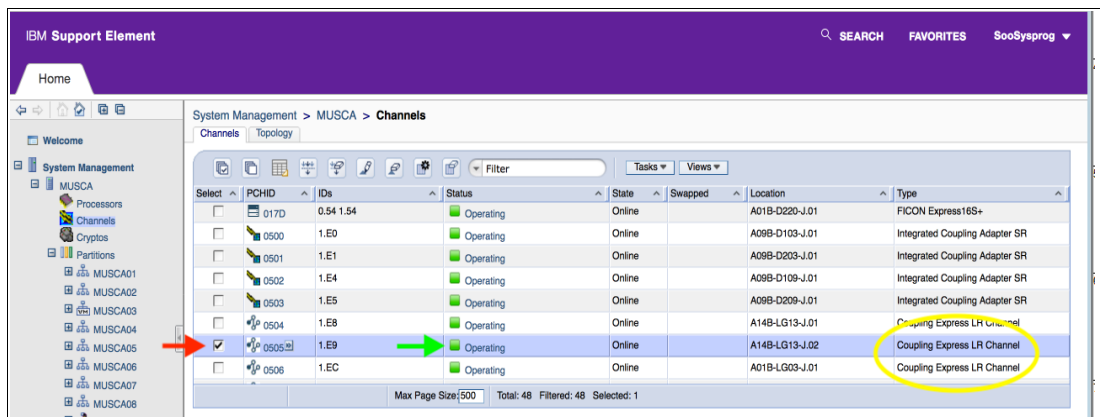 IBM Support Element
SEARCH FAVORITES SooSysprog
Home
System Management > MUSCA > Channels
Channels Topology
Welcome
System Management
MUSCA
Processors
Channels
Cryptos
Partitions
MUSCA01
MUSCA02
VM MUSCA03
MUSCA04
MUSCA05
MUSCA06
MUSCA07
MUSCA08
Filter Tasks Views
Select PCHID IDs Status State Swapped Location Type
017D 0.54 1.54 Operating Online A01B-D220-J.01 FICON Express16S+
0500 1.E0 Operating Online A09B-D103-J.01 Integrated Coupling Adapter SR
0501 1.E1 Operating Online A09B-D203-J.01 Integrated Coupling Adapter SR
0502 1.E4 Operating Online A09B-D109-J.01 Integrated Coupling Adapter SR
0503 1.E5 Operating Online A09B-D209-J.01 Integrated Coupling Adapter SR
0504 1.E8 Operating Online A14B-LG13-J.01 Coupling Express LR Channel
0505 1.E9 Operating Online A14B-LG13-J.02 Coupling Express LR Channel
0506 1.EC Operating Online A01B-LG03-J.01 Coupling Express LR Channel
Max Page Size: 500 Total: 48 Filtered: 48 Selected: 1